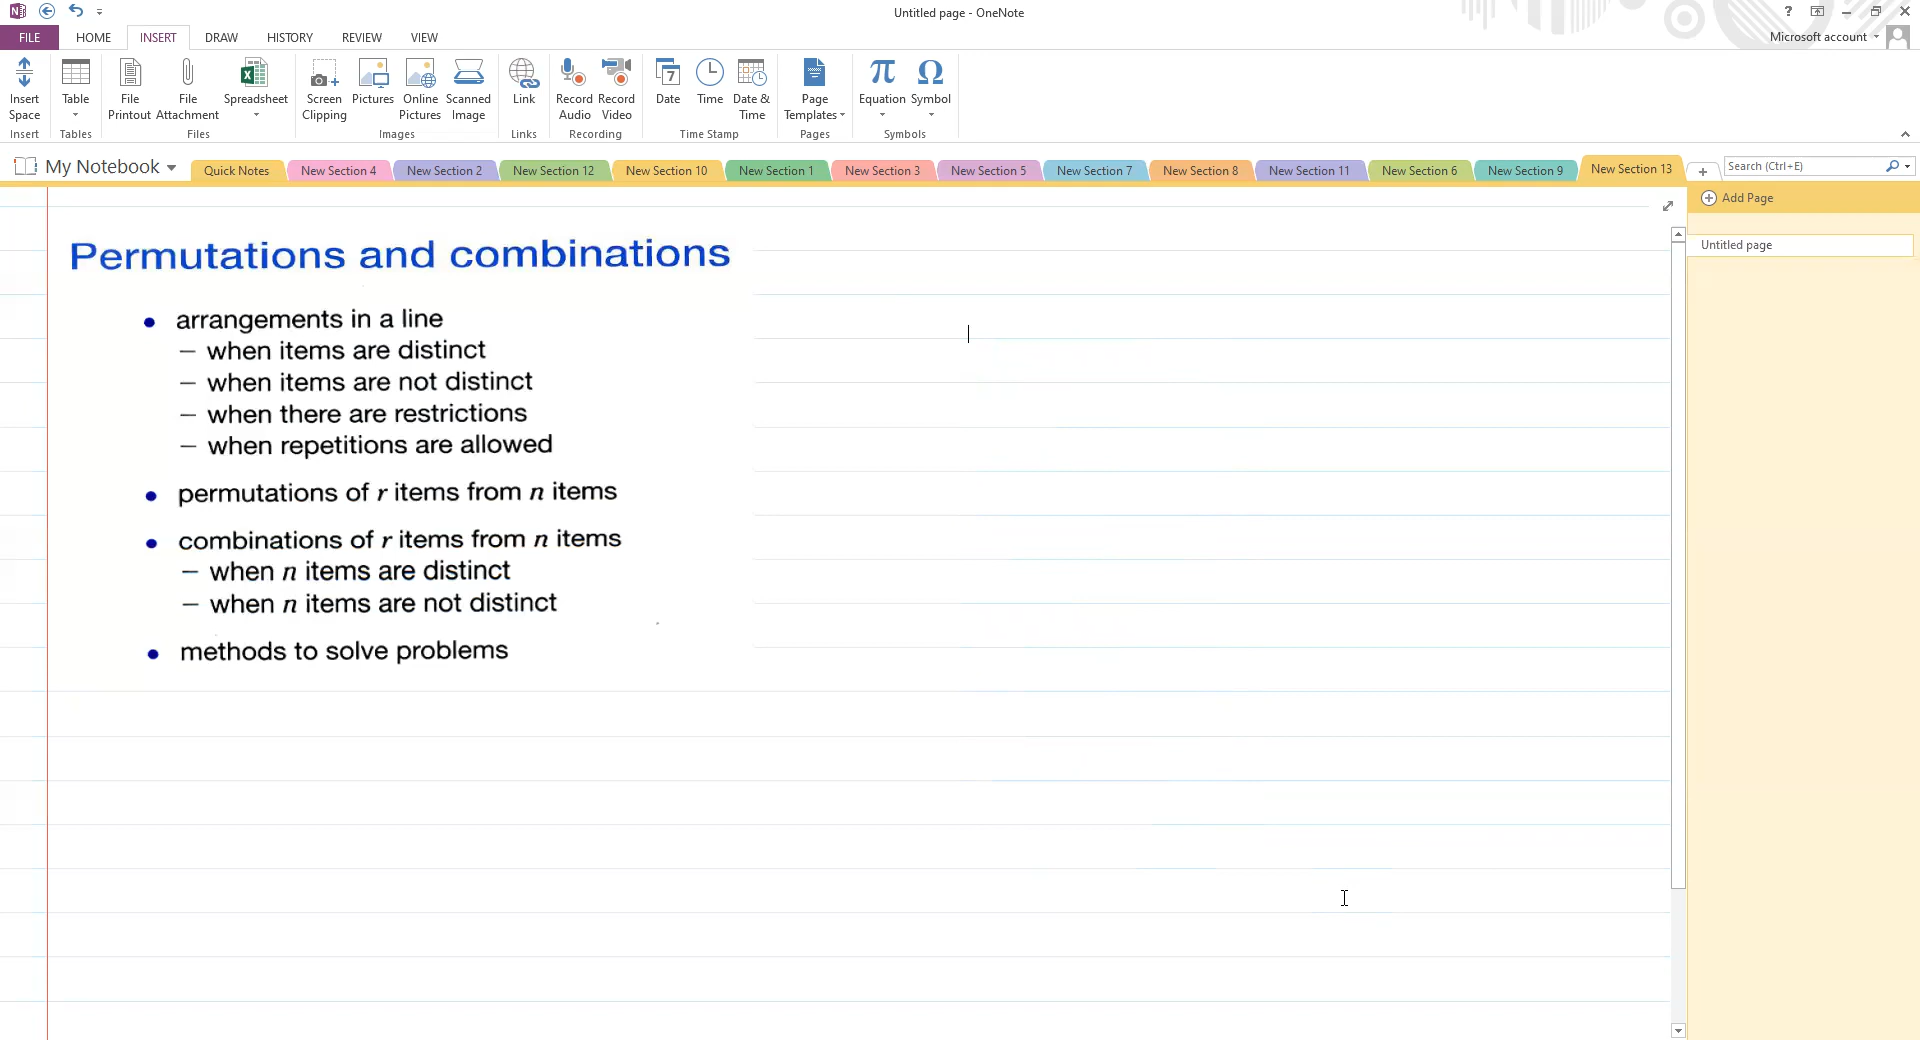 Untitled page - OneNote
?
Microsoft account
FILE HOME INSERT DRAW HISTORY REVIEW VIEW
Insert Space
Table
File Printout
File Attachment
Spreadsheet
Screen Clipping
Pictures
Online Pictures
Scanned Image
Link
Record Audio
Record Video
7
Date
Time
Date & Time
Page Templates
π
Equation
Ω
Symbol
Insert Tables Files Images Links Recording Time Stamp Pages Symbols
My Notebook
Quick Notes New Section 4 New Section 2 New Section 12 New Section 10 New Section 1 New Section 3 New Section 5 New Section 7 New Section 8 New Section 11 New Section 6 New Section 9 New Section 13
Search (Ctrl+E)
Add Page
Untitled page
Permutations and combinations
• arrangements in a line
– when items are distinct
– when items are not distinct
– when there are restrictions
– when repetitions are allowed
• permutations of r items from n items
• combinations of r items from n items
– when n items are distinct
– when n items are not distinct
• methods to solve problems